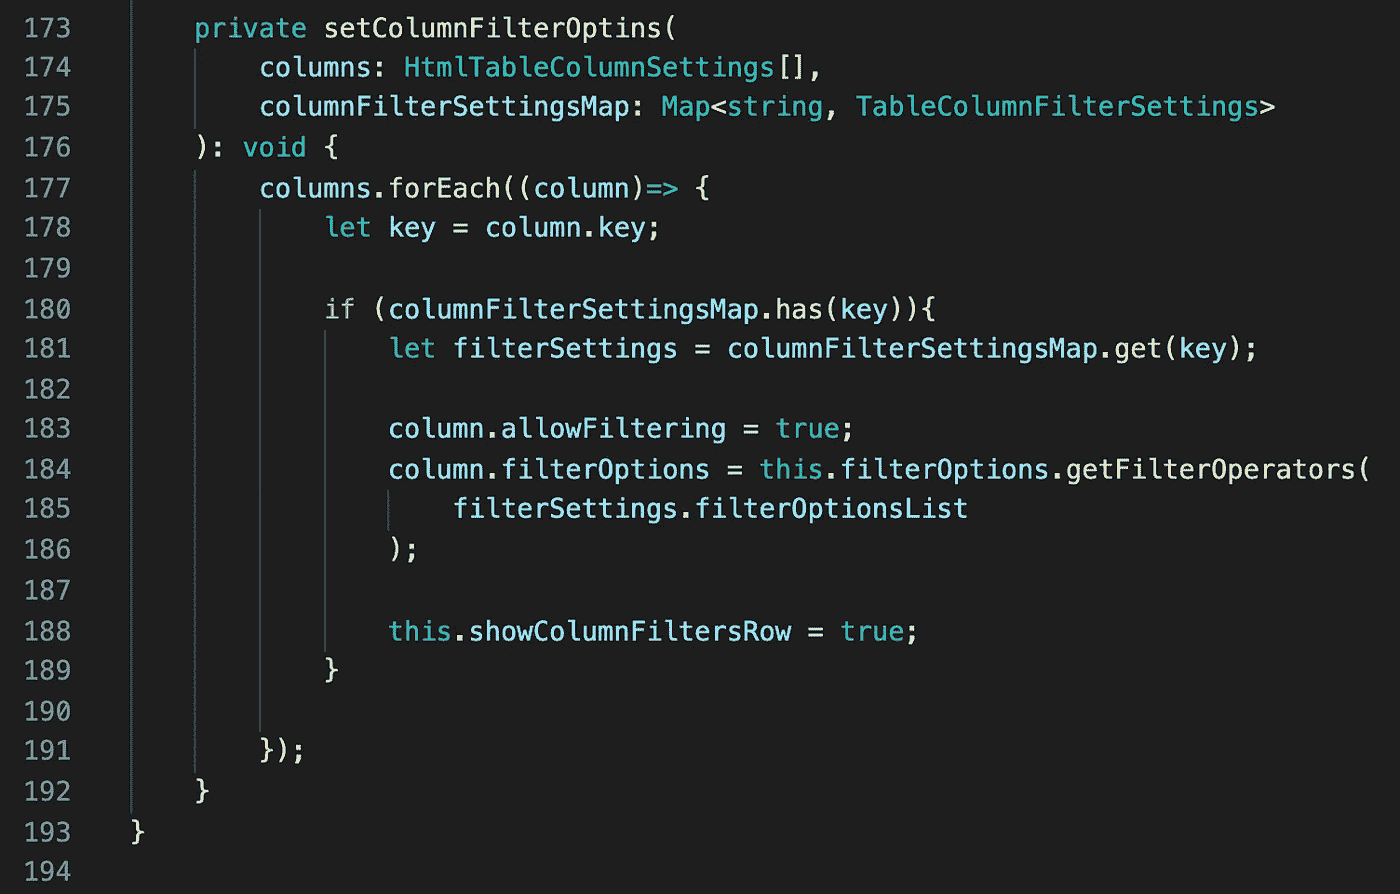 173 private setColumnFilterOptins(
174 columns: HtmlTableColumnSettings[],
175 columnFilterSettingsMap: Map<string, TableColumnFilterSettings>
176 ): void {
177 columns.forEach((column)=> {
178 let key = column.key;
179
180 if (columnFilterSettingsMap.has(key)){
181 let filterSettings = columnFilterSettingsMap.get(key);
182
183 column.allowFiltering = true;
184 column.filterOptions = this.filterOptions.getFilterOperators(
185 filterSettings.filterOptionsList
186 );
187
188 this.showColumnFiltersRow = true;
189 }
190
191 });
192 }
193 }
194